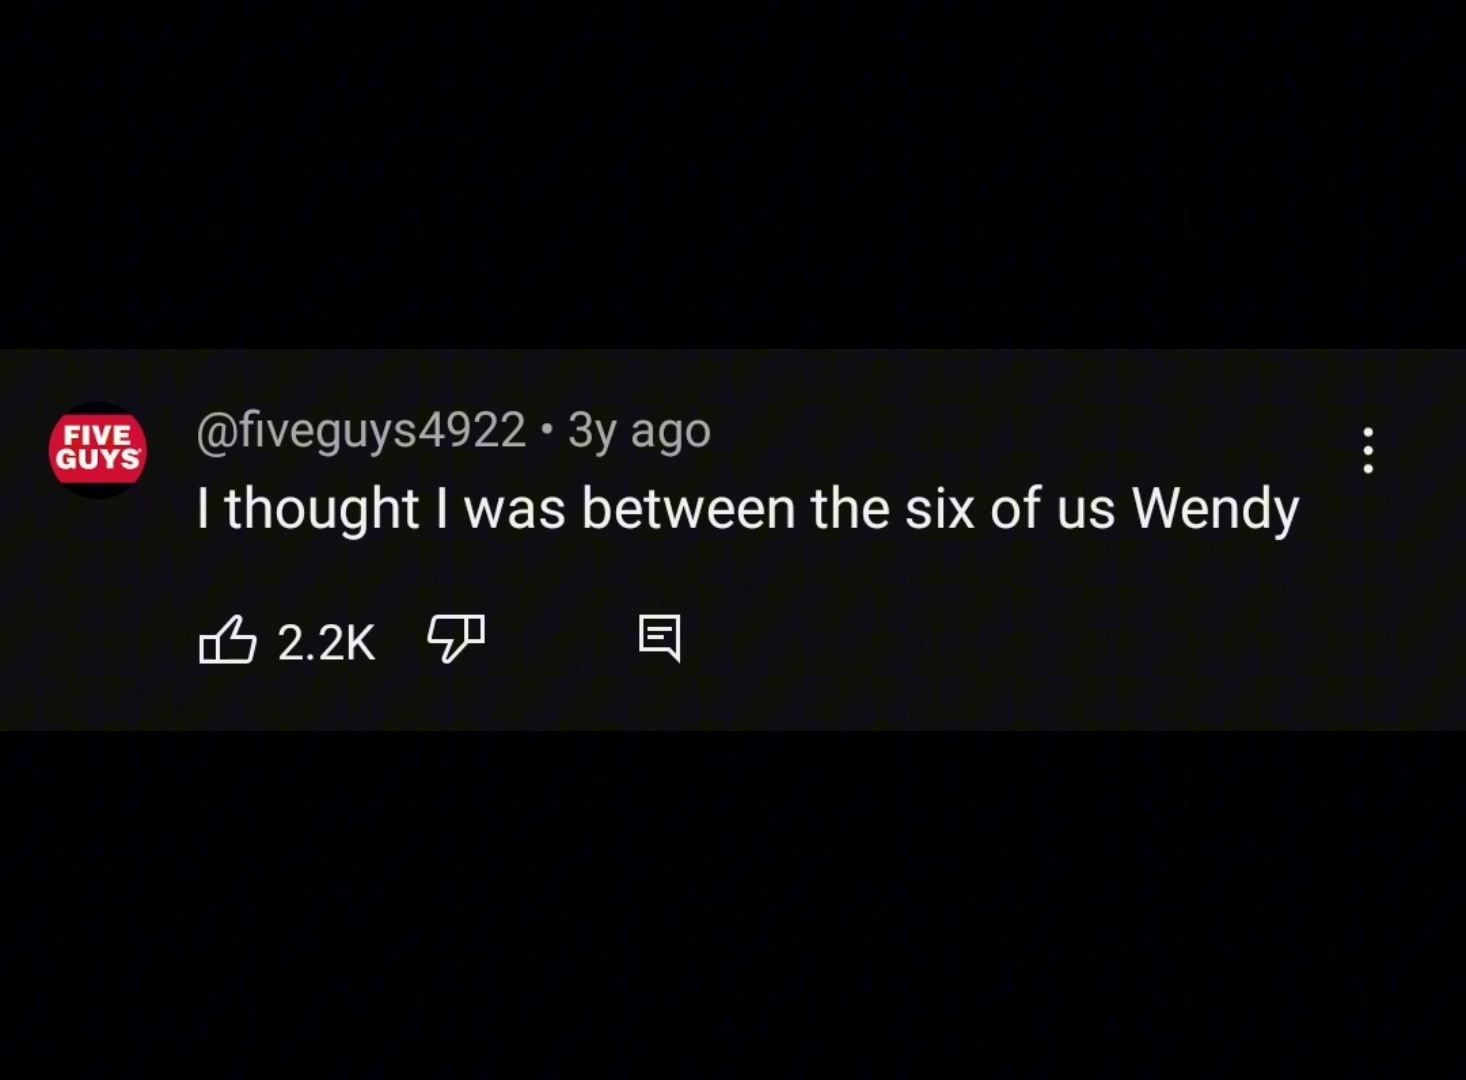 FIVE
GUYS
@fiveguys4922 • 3y ago
I thought I was between the six of us Wendy
2.2K